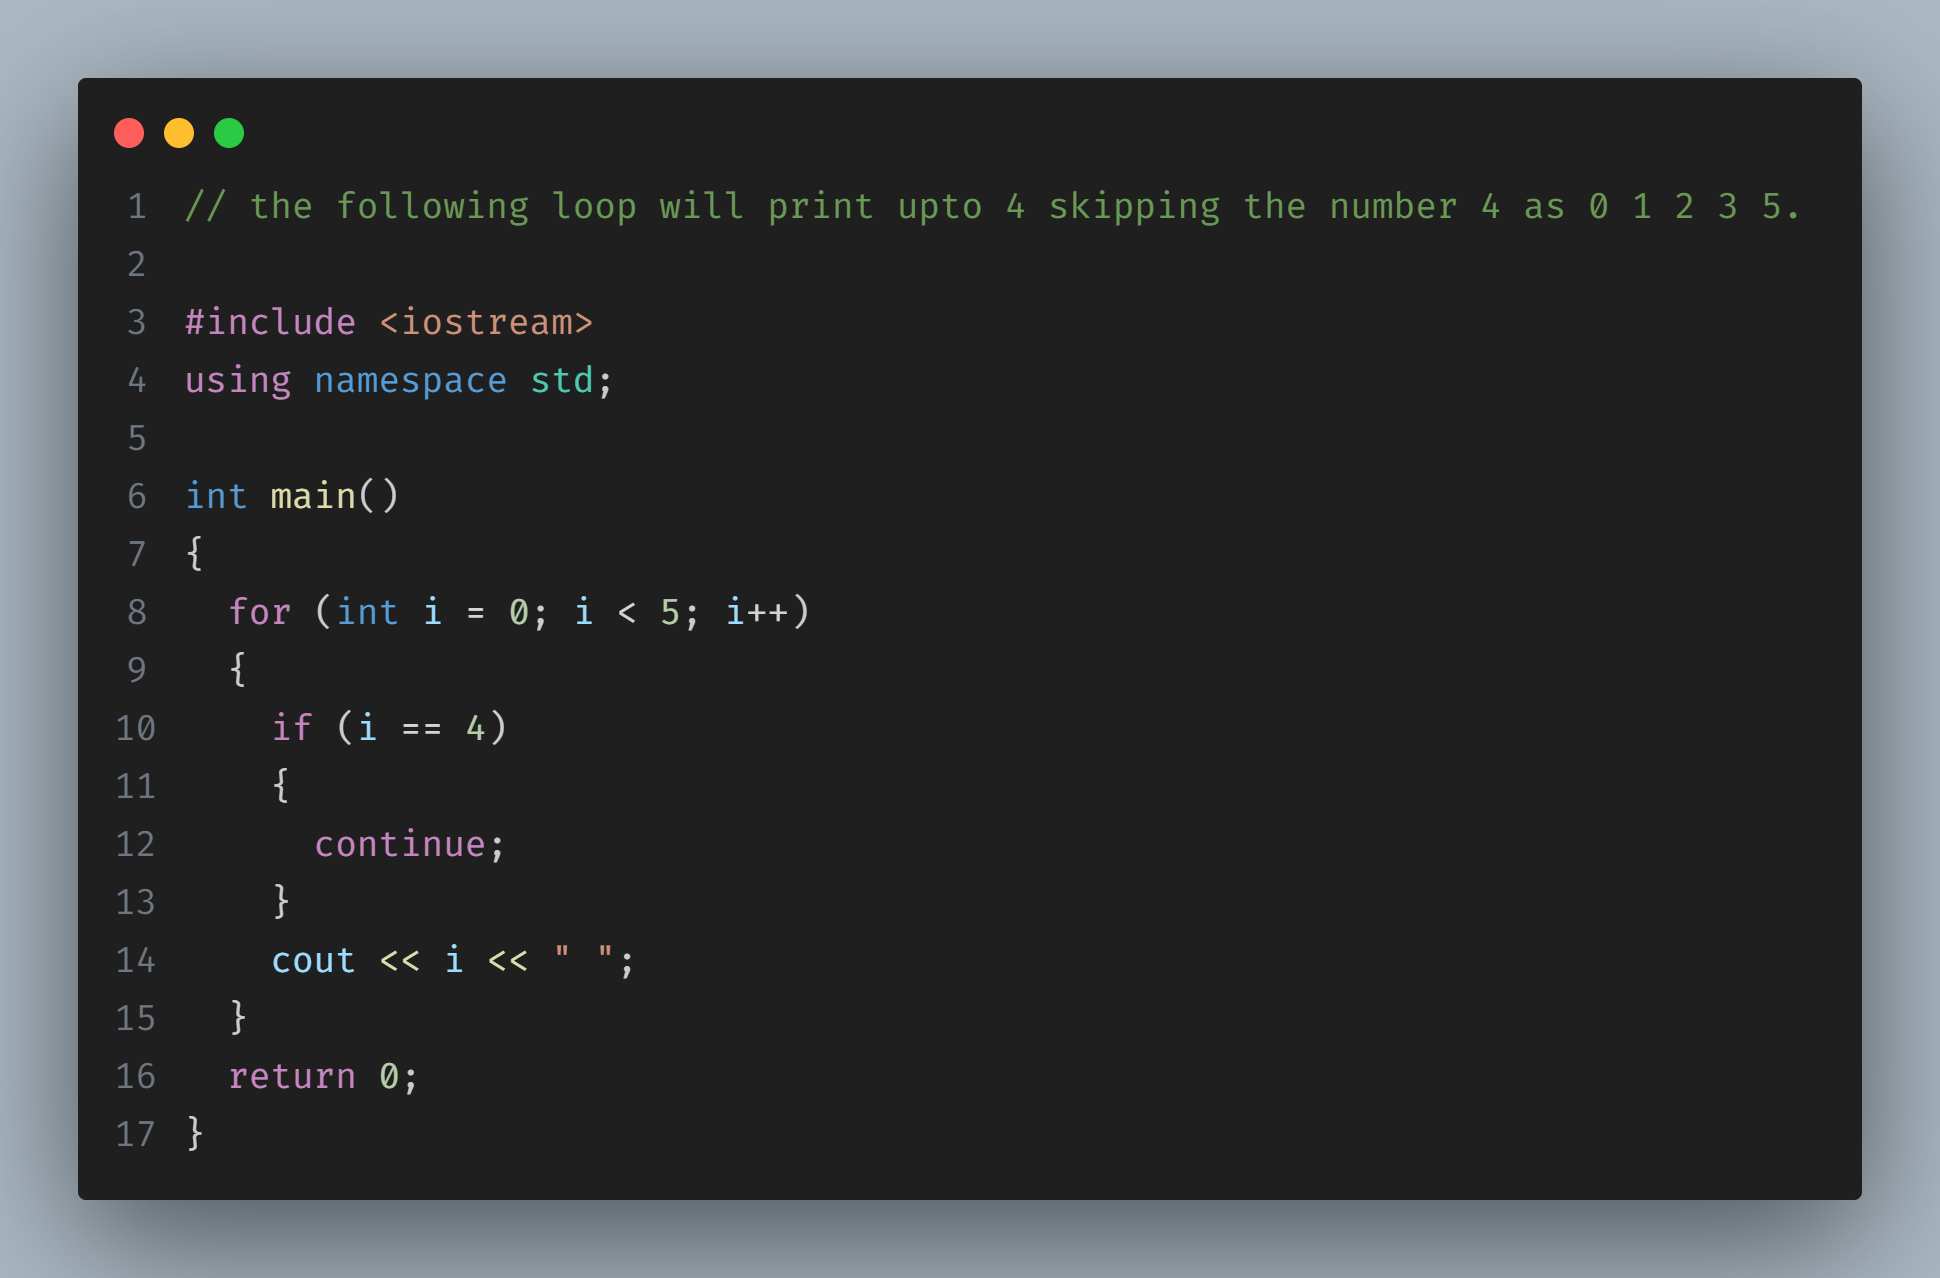 1 // the following loop will print upto 4 skipping the number 4 as 0 1 2 3 5.
2
3 #include <iostream>
4 using namespace std;
5
6 int main()
7 {
8   for (int i = 0; i < 5; i++)
9   {
10     if (i == 4)
11     {
12       continue;
13     }
14     cout << i << " ";
15   }
16   return 0;
17 }